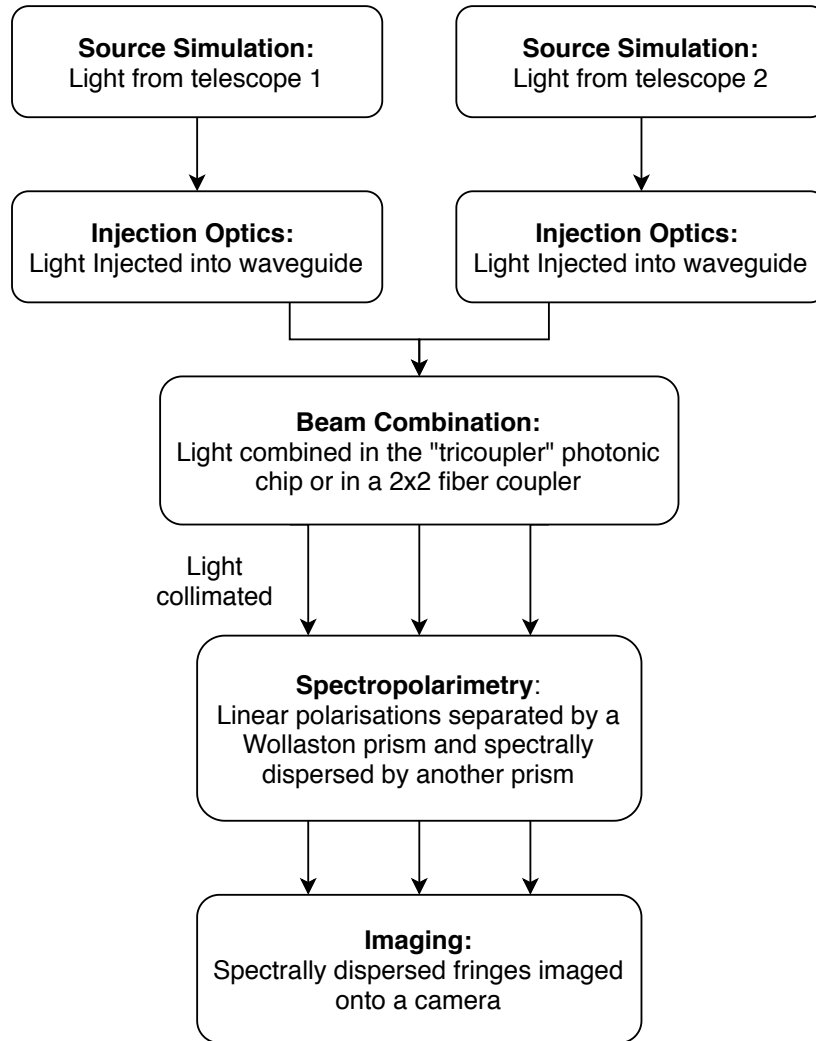 Source Simulation:
Light from telescope 1
Source Simulation:
Light from telescope 2
Injection Optics:
Light Injected into waveguide
Injection Optics:
Light Injected into waveguide
Beam Combination:
Light combined in the "tricoupler" photonic
chip or in a 2x2 fiber coupler
Light
collimated
Spectropolarimetry:
Linear polarisations separated by a
Wollaston prism and spectrally
dispersed by another prism
Imaging:
Spectrally dispersed fringes imaged
onto a camera